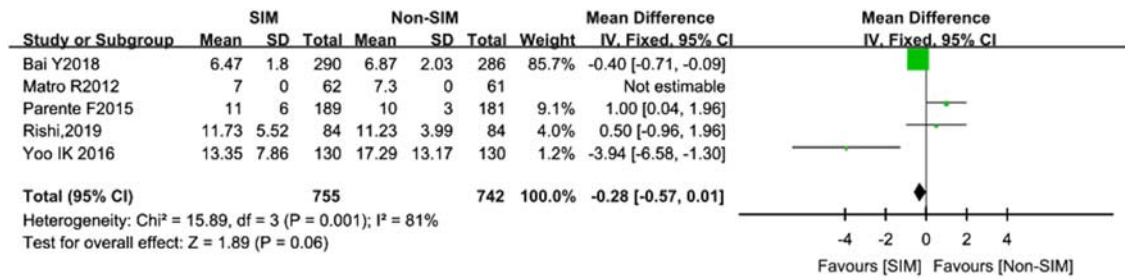 SIM Non-SIM Mean Difference Mean Difference
Study or Subgroup Mean SD Total Mean SD Total Weight IV, Fixed, 95% CI IV, Fixed, 95% CI
Bai Y2018 6.47 1.8 290 6.87 2.03 286 85.7% -0.40 [-0.71, -0.09]
Matro R2012 7 0 62 7.3 0 61 Not estimable
Parente F2015 11 6 189 10 3 181 9.1% 1.00 [0.04, 1.96]
Rishi,2019 11.73 5.52 84 11.23 3.99 84 4.0% 0.50 [-0.96, 1.96]
Yoo IK 2016 13.35 7.86 130 17.29 13.17 130 1.2% -3.94 [-6.58, -1.30]
Total (95% CI) 755 742 100.0% -0.28 [-0.57, 0.01]
Heterogeneity: Chi² = 15.89, df = 3 (P = 0.001); I² = 81%
Test for overall effect: Z = 1.89 (P = 0.06)
-4 -2 0 2 4
Favours [SIM] Favours [Non-SIM]